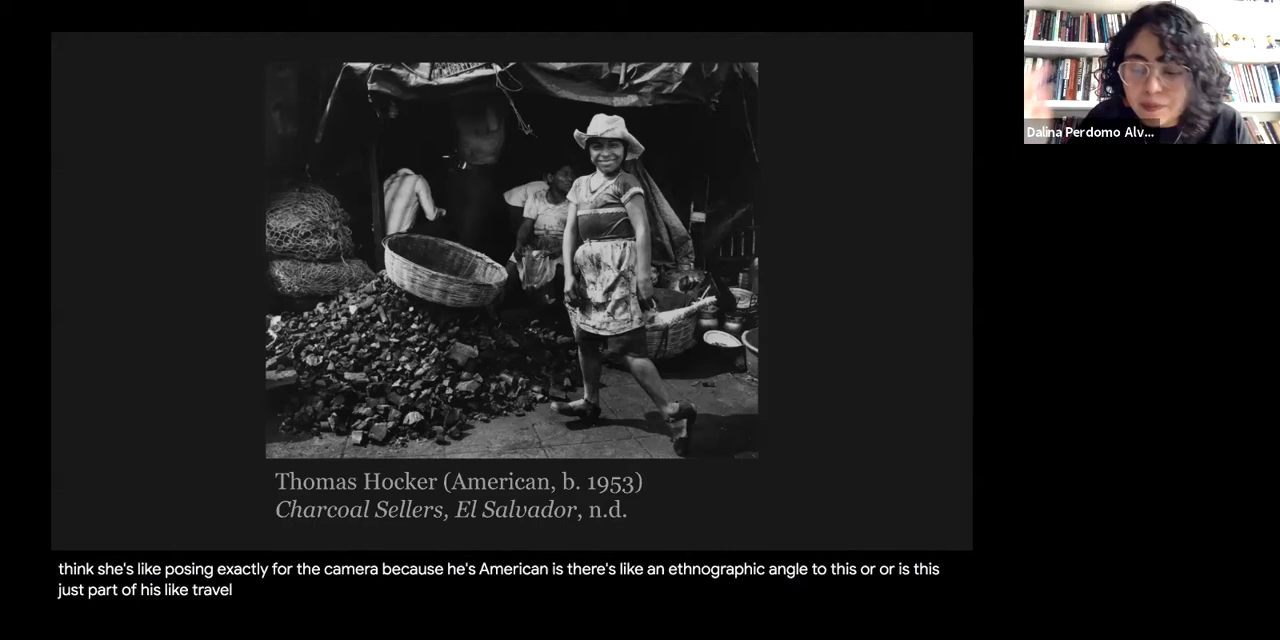 Dalina Perdomo Alv...
Thomas Hocker (American, b. 1953)
Charcoal Sellers, El Salvador, n.d.
think she's like posing exactly for the camera because he's American is there's like an ethnographic angle to this or or is this
just part of his like travel